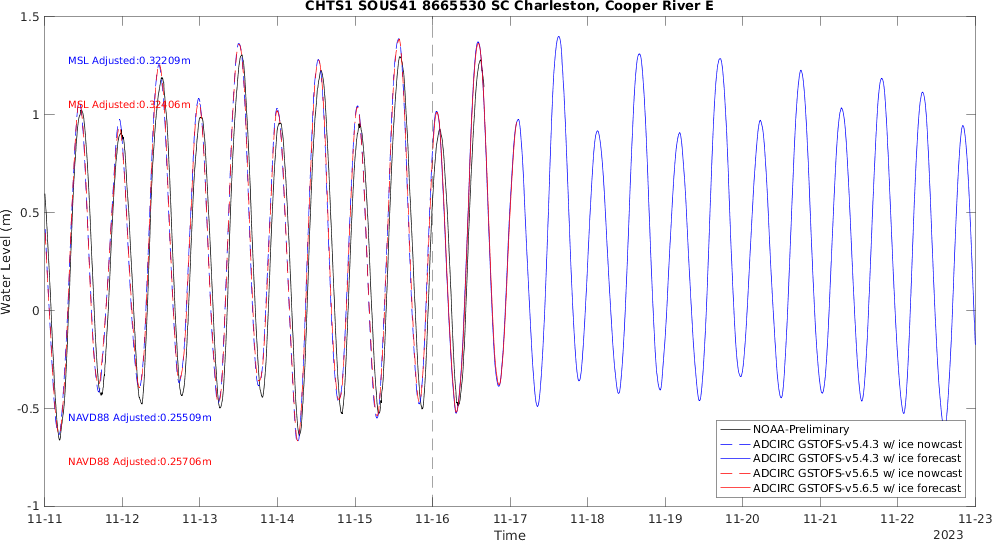 CHTS1 SOUS41 8665530 SC Charleston, Cooper River E
1.5
1
0.5
0
-0.5
-1
Water Level (m)
MSL Adjusted:0.32209m
MSL Adjusted:0.32406m
NAVD88 Adjusted:0.25509m
NAVD88 Adjusted:0.25706m
NOAA-Preliminary
ADCIRC GSTOFS-v5.4.3 w/ ice nowcast
ADCIRC GSTOFS-v5.4.3 w/ ice forecast
ADCIRC GSTOFS-v5.6.5 w/ ice nowcast
ADCIRC GSTOFS-v5.6.5 w/ ice forecast
11-11 11-12 11-13 11-14 11-15 11-16 11-17 11-18 11-19 11-20 11-21 11-22 11-23
Time
2023